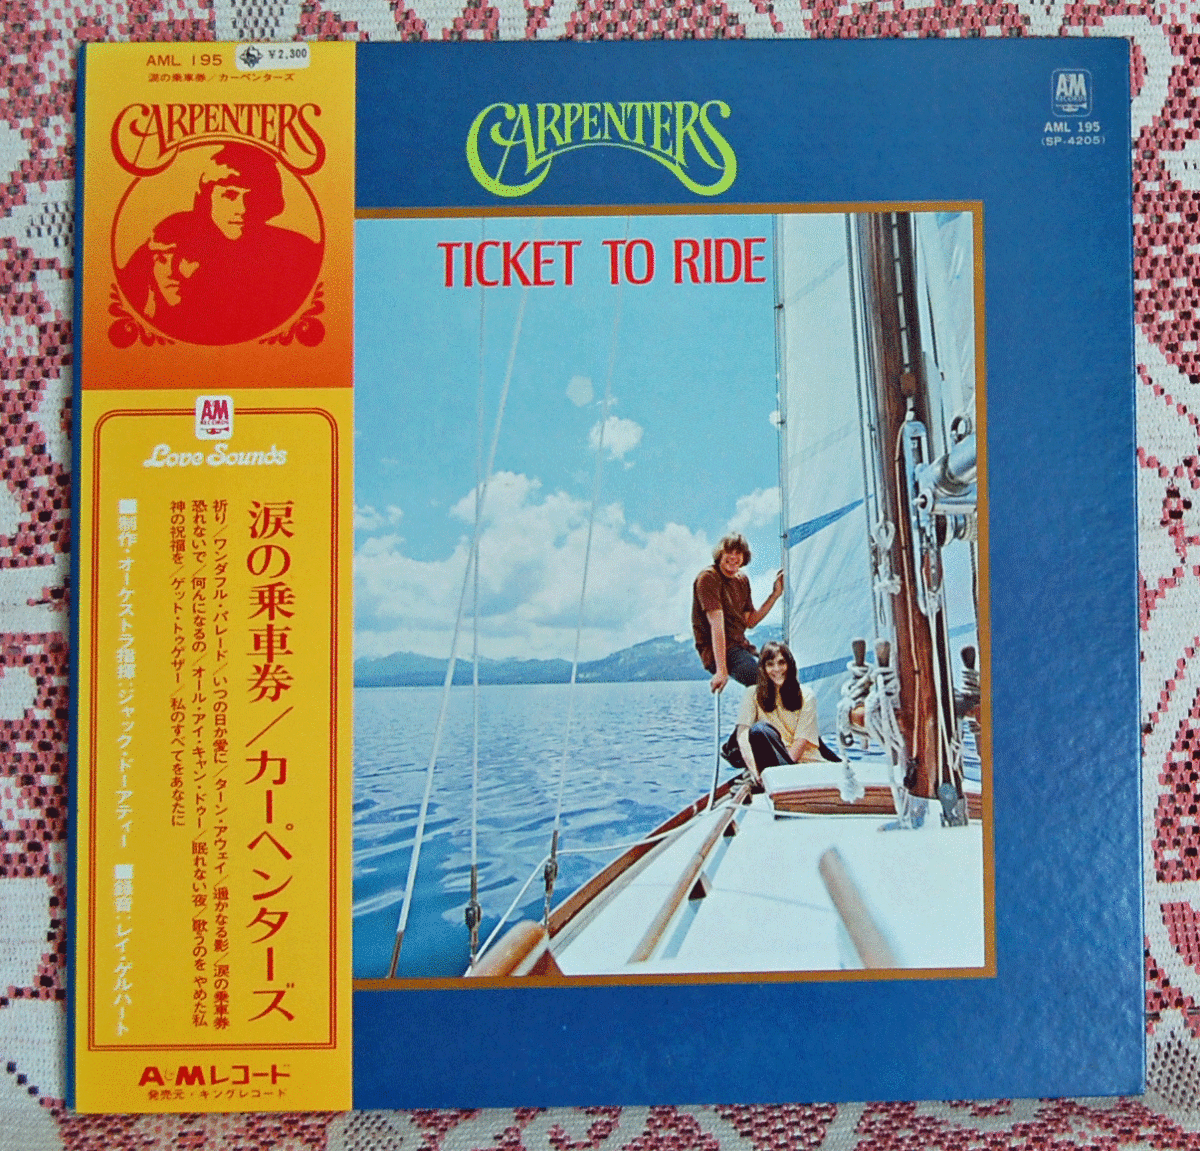 AML 195
¥2,300
涙の乗車券／カーペンターズ
CARPENTERS
A&M
RECORDS
Love Sounds
涙の乗車券／カーペンターズ
祈り／ワンダフル・パレード／いつの日か愛に／ターン・アウェイ／遥かなる影／涙の乗車券
恐れないで／何んになるの／オール・アイ・キャン・ドゥー／眠れない夜／歌うのを やめた私
神の祝福を／ゲット・トゥゲザー／私のすべてをあなたに
■制作・オーケストラ指揮：ジャック・ドーアティー ■録音：レイ・ゲルハート
A&Mレコード
発売元・キングレコード
CARPENTERS
TICKET TO RIDE
A&M
RECORDS
AML 195
(SP-4205)